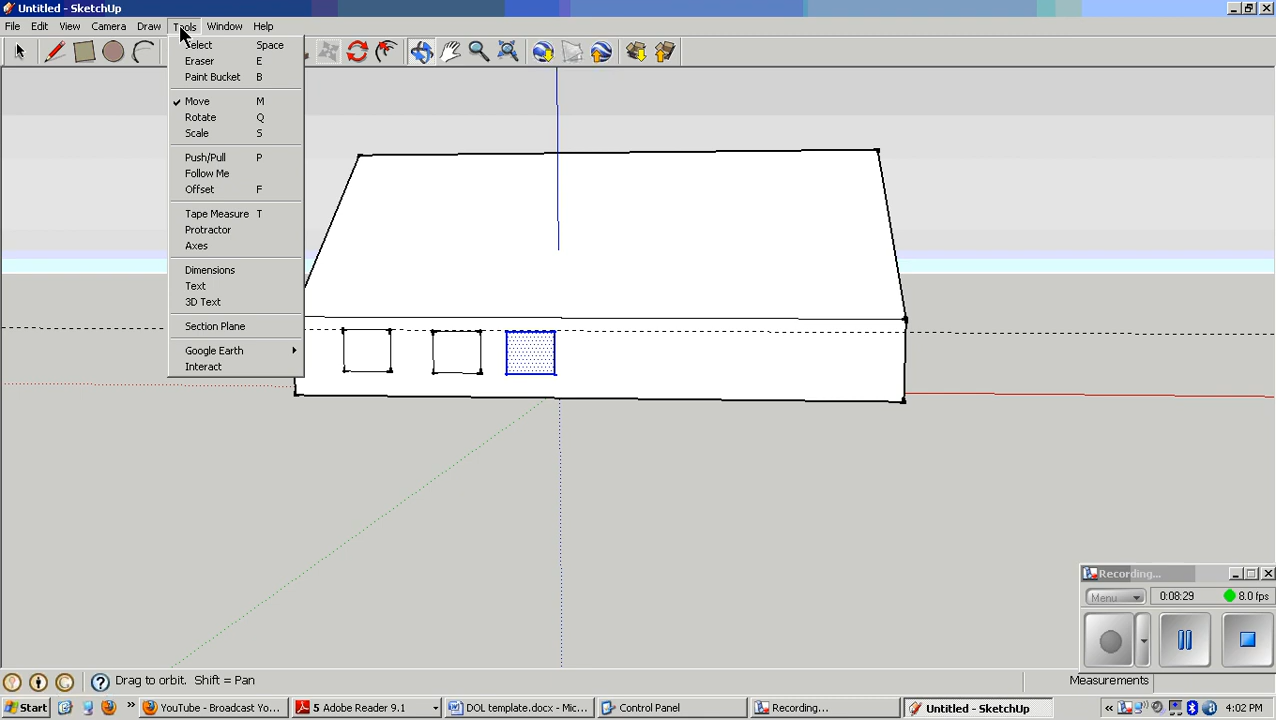 Untitled - SketchUp
File Edit View Camera Draw Tools Window Help
Select Space
Eraser E
Paint Bucket B
Move M
Rotate Q
Scale S
Push/Pull P
Follow Me
Offset F
Tape Measure T
Protractor
Axes
Dimensions
Text
3D Text
Section Plane
Google Earth
Interact
Recording...
Menu 0:08:29 8.0 fps
Drag to orbit. Shift = Pan Measurements
Start YouTube - Broadcast Yo... 5 Adobe Reader 9.1 DOL template.docx - Mic... Control Panel Recording... Untitled - SketchUp 4:02 PM